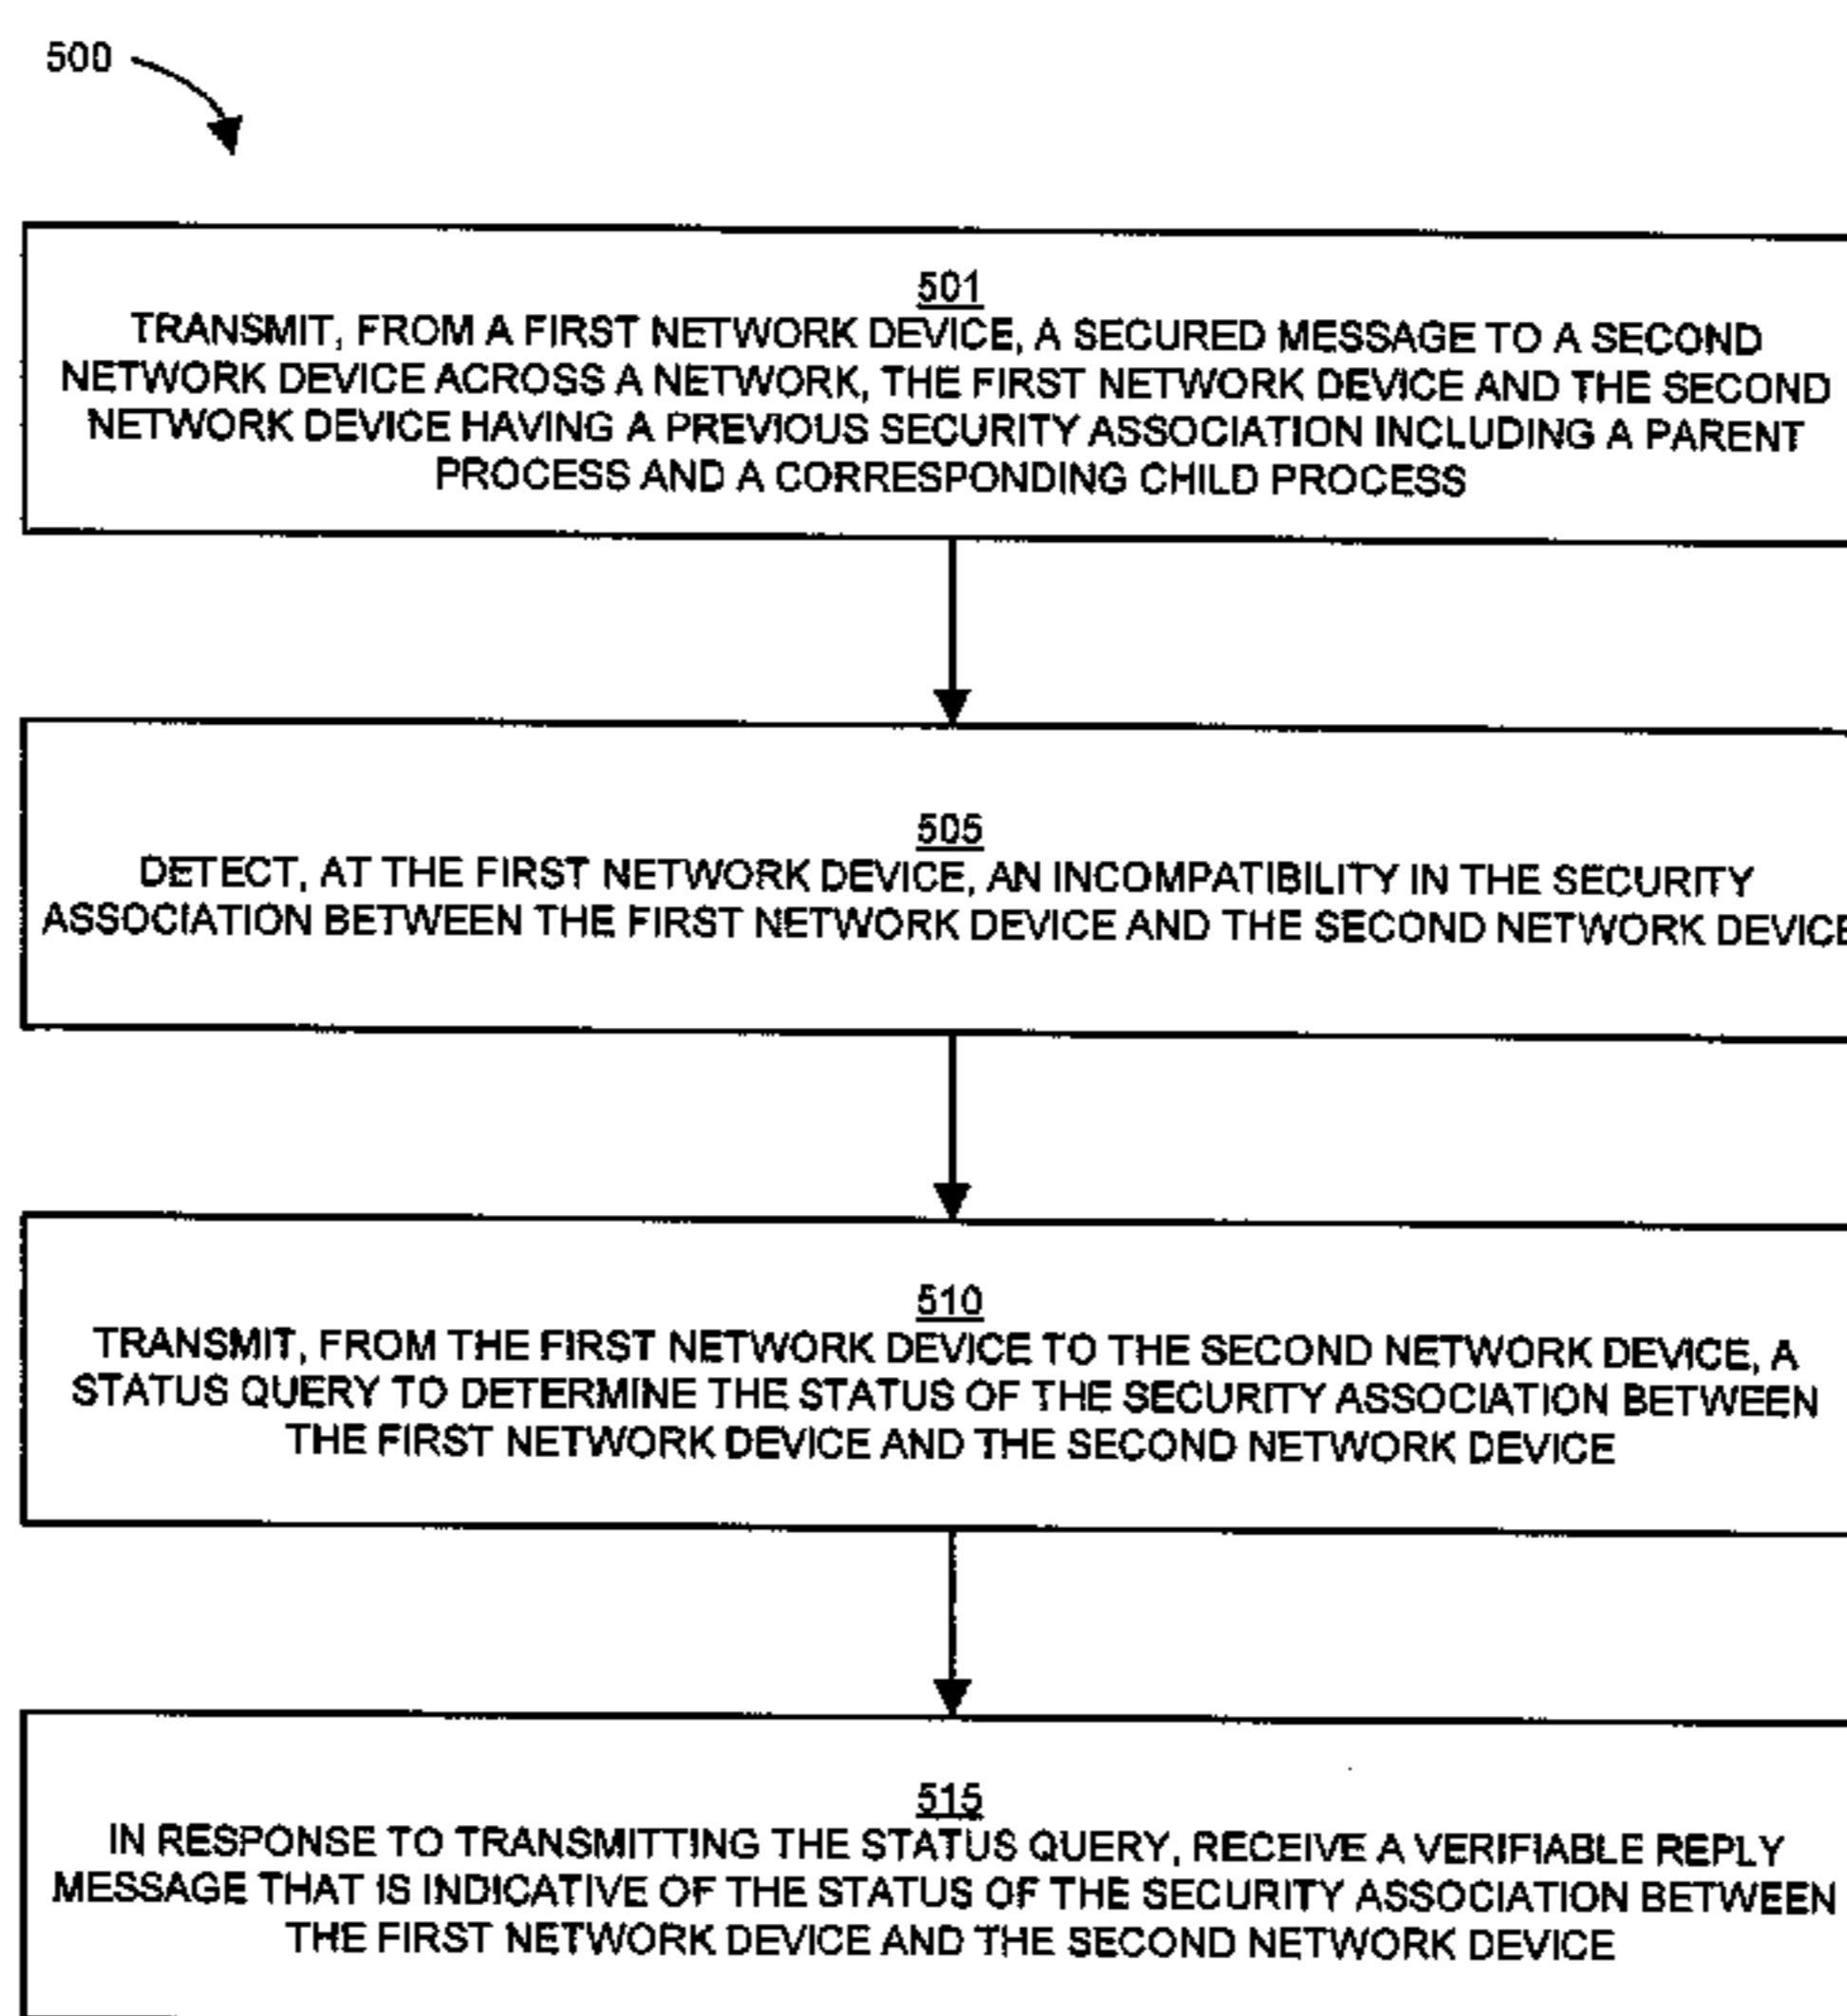 500
501
TRANSMIT, FROM A FIRST NETWORK DEVICE, A SECURED MESSAGE TO A SECOND
NETWORK DEVICE ACROSS A NETWORK, THE FIRST NETWORK DEVICE AND THE SECOND
NETWORK DEVICE HAVING A PREVIOUS SECURITY ASSOCIATION INCLUDING A PARENT
PROCESS AND A CORRESPONDING CHILD PROCESS
505
DETECT, AT THE FIRST NETWORK DEVICE, AN INCOMPATIBILITY IN THE SECURITY
ASSOCIATION BETWEEN THE FIRST NETWORK DEVICE AND THE SECOND NETWORK DEVICE
510
TRANSMIT, FROM THE FIRST NETWORK DEVICE TO THE SECOND NETWORK DEVICE, A
STATUS QUERY TO DETERMINE THE STATUS OF THE SECURITY ASSOCIATION BETWEEN
THE FIRST NETWORK DEVICE AND THE SECOND NETWORK DEVICE
515
IN RESPONSE TO TRANSMITTING THE STATUS QUERY, RECEIVE A VERIFIABLE REPLY
MESSAGE THAT IS INDICATIVE OF THE STATUS OF THE SECURITY ASSOCIATION BETWEEN
THE FIRST NETWORK DEVICE AND THE SECOND NETWORK DEVICE